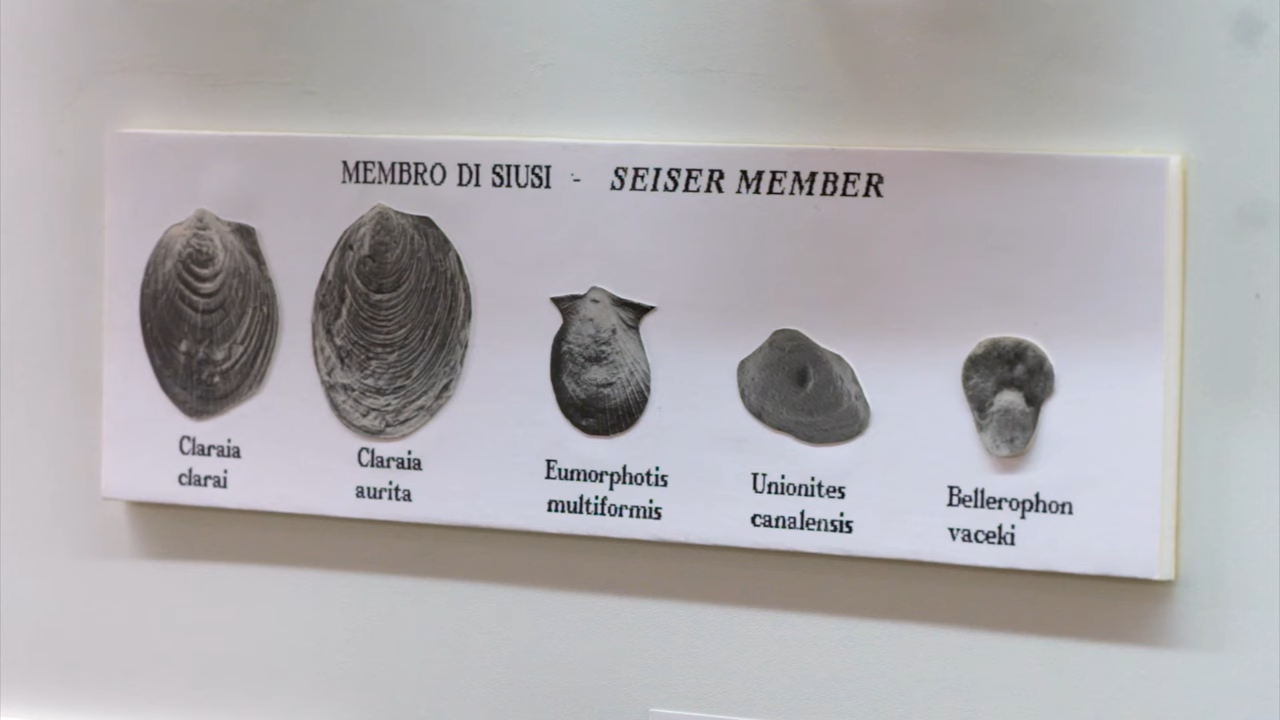 MEMBRO DI SIUSI - SEISER MEMBER
Claraia
clarai
Claraia
aurita
Eumorphotis
multiformis
Unionites
canalensis
Bellerophon
vaceki